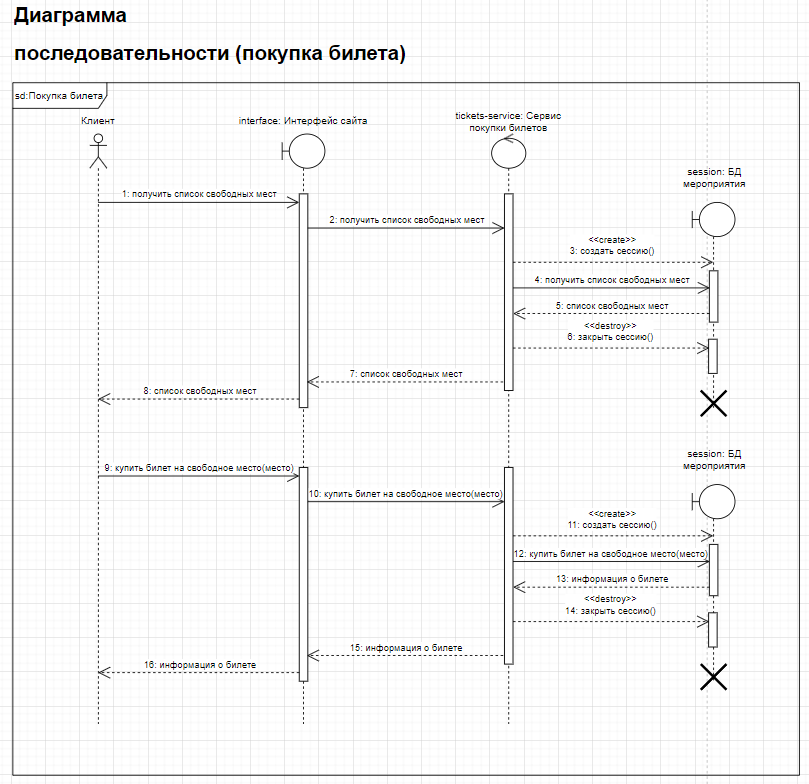 Диаграмма
последовательности (покупка билета)
sd:Покупка билета
Клиент
interface: Интерфейс сайта
tickets-service: Сервис
покупки билетов
session: БД
мероприятия
1: получить список свободных мест
2: получить список свободных мест
<<create>>
3: создать сессию()
4: получить список свободных мест
5: список свободных мест
<<destroy>>
6: закрыть сессию()
7: список свободных мест
8: список свободных мест
session: БД
мероприятия
9: купить билет на свободное место(место)
10: купить билет на свободное место(место)
<<create>>
11: создать сессию()
12: купить билет на свободное место(место)
13: информация о билете
<<destroy>>
14: закрыть сессию()
15: информация о билете
16: информация о билете